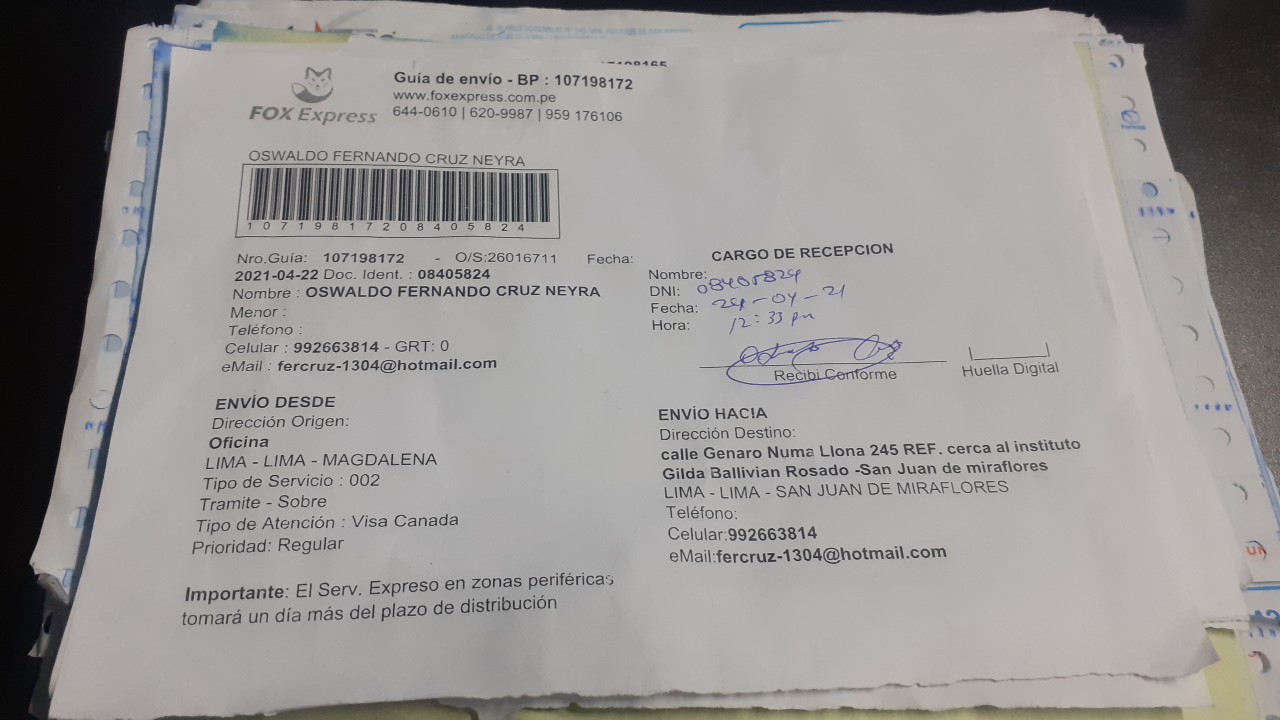 FOX Express
Guía de envío - BP : 107198172
www.foxexpress.com.pe
644-0610 | 620-9987 | 959 176106
OSWALDO FERNANDO CRUZ NEYRA
10719817208405824
Nro.Guía: 107198172 - O/S:26016711 Fecha:
2021-04-22 Doc. Ident. : 08405824
Nombre : OSWALDO FERNANDO CRUZ NEYRA
Menor :
Teléfono :
Celular : 992663814 - GRT: 0
eMail : fercruz-1304@hotmail.com
CARGO DE RECEPCION
Nombre:
DNI: 08405824
Fecha: 24-04-21
Hora: 12:33 pm
Recibi Conforme
Huella Digital
ENVÍO DESDE
Dirección Origen:
Oficina
LIMA - LIMA - MAGDALENA
Tipo de Servicio : 002
Tramite - Sobre
Tipo de Atención : Visa Canada
Prioridad: Regular
ENVÍO HACIA
Dirección Destino:
calle Genaro Numa Llona 245 REF. cerca al instituto
Gilda Ballivian Rosado -San Juan de miraflores
LIMA - LIMA - SAN JUAN DE MIRAFLORES
Teléfono:
Celular:992663814
eMail:fercruz-1304@hotmail.com
Importante: El Serv. Expreso en zonas periféricas
tomará un día más del plazo de distribución